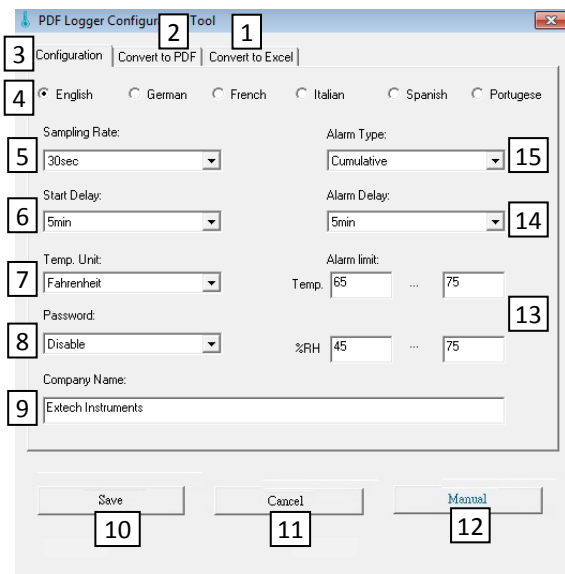 PDF Logger Configur Tool
2
1
3 Configuration Convert to PDF Convert to Excel
4 English German French Italian Spanish Portugese
Sampling Rate: Alarm Type:
5 30sec Cumulative 15
Start Delay: Alarm Delay:
6 5min 5min 14
Temp. Unit: Alarm limit:
7 Fahrenheit Temp. 65 ... 75
13
Password:
8 Disable %RH 45 ... 75
Company Name:
9 Extech Instruments
Save Cancel Manual
10 11 12